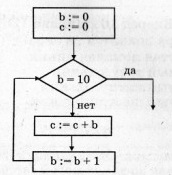 b := 0
c := 0
b = 10
да
нет
c := c + b
b := b + 1